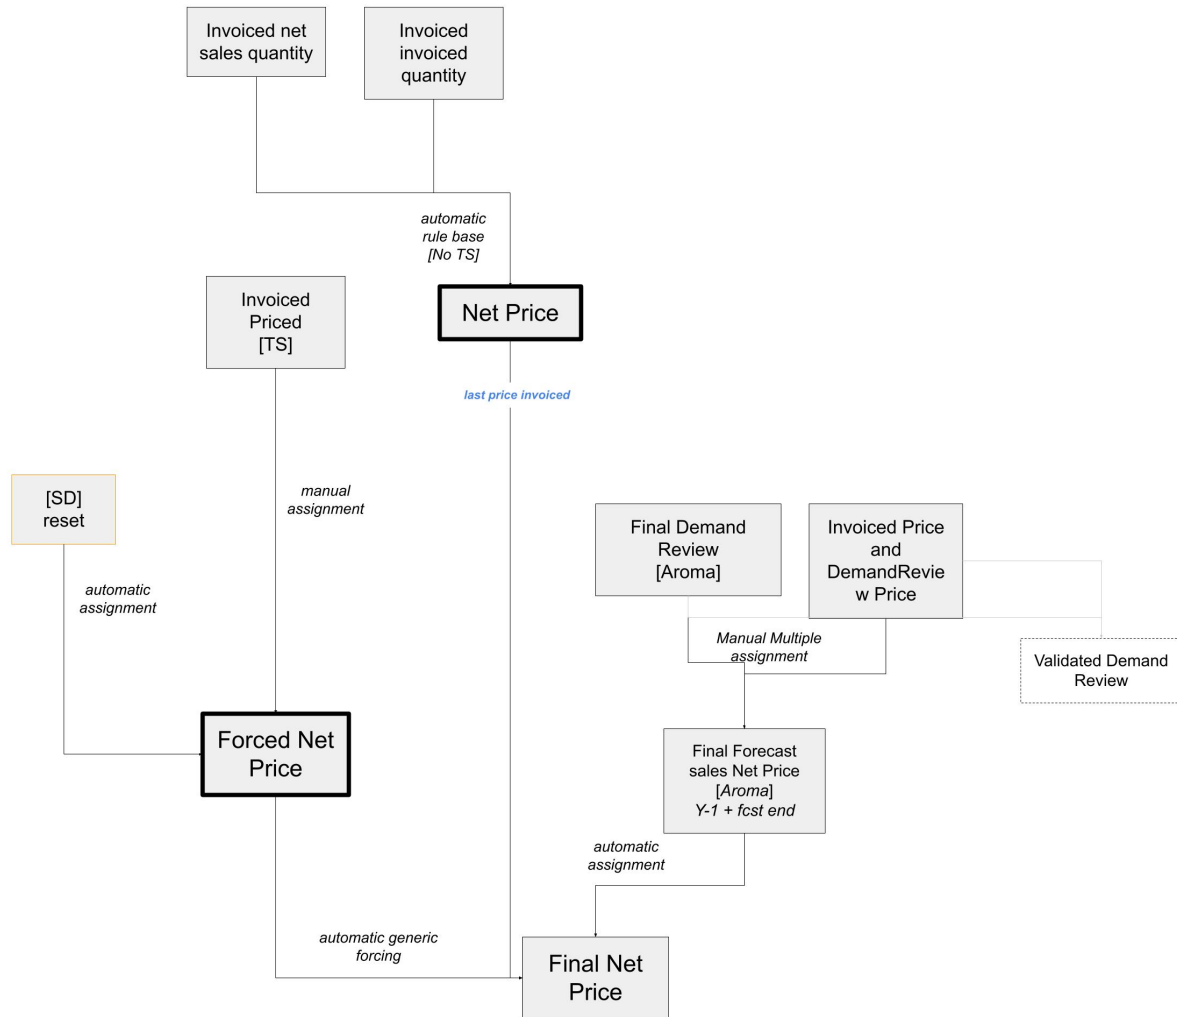 Invoiced net
sales quantity
Invoiced
invoiced
quantity
automatic
rule base
[No TS]
Invoiced
Priced
[TS]
Net Price
last price invoiced
[SD]
reset
manual
assignment
Final Demand
Review
[Aroma]
Invoiced Price
and
DemandRevie
w Price
automatic
assignment
Manual Multiple
assignment
Validated Demand
Review
Forced Net
Price
Final Forecast
sales Net Price
[Aroma]
Y-1 + fcst end
automatic
assignment
automatic generic
forcing
Final Net
Price